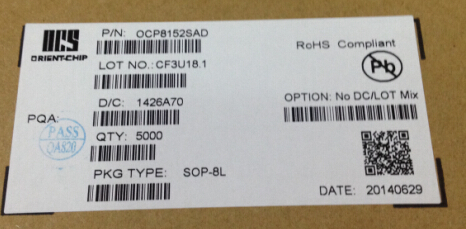 OCS
ORIENT-CHIP
P/N: OCP8152SAD
RoHS Compliant
Pb
LOT NO.: CF3U18.1
D/C: 1426A70
OPTION: No DC/LOT Mix
PQA:
PASS
QTY: 5000
PKG TYPE: SOP-8L
DATE: 20140629